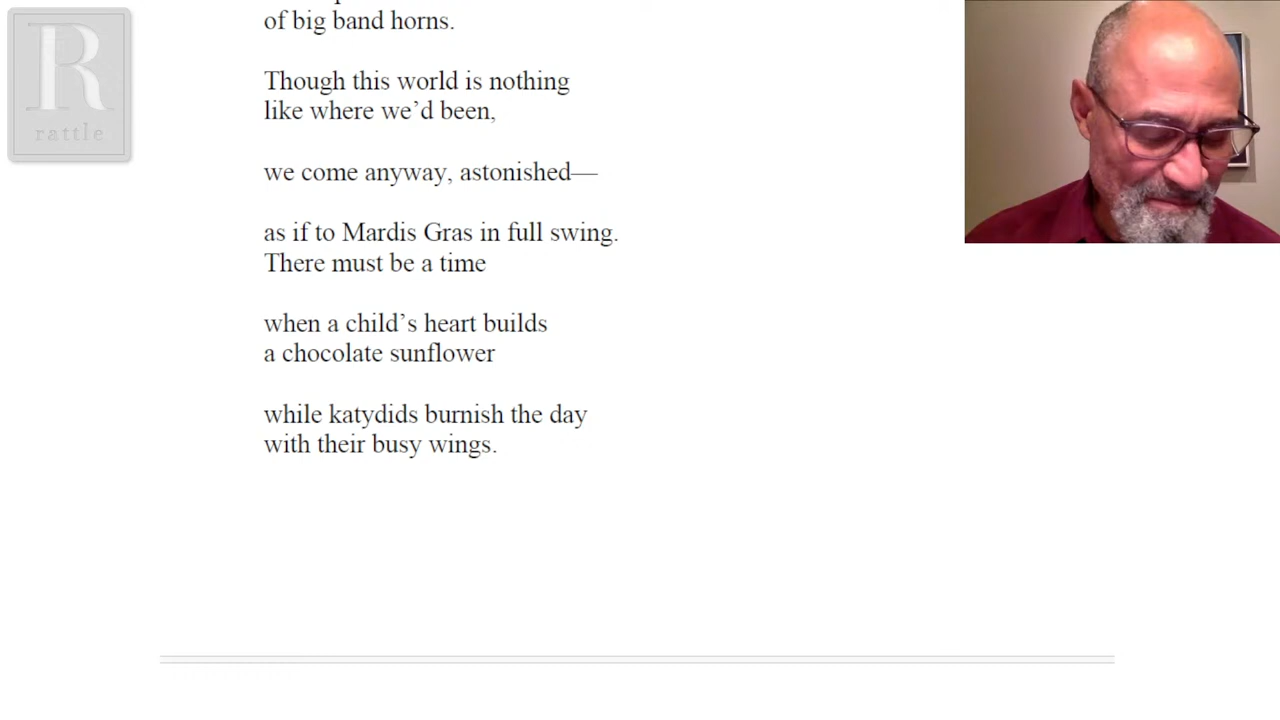 R
rattle
of big band horns.
Though this world is nothing
like where we’d been,
we come anyway, astonished—
as if to Mardis Gras in full swing.
There must be a time
when a child’s heart builds
a chocolate sunflower
while katydids burnish the day
with their busy wings.